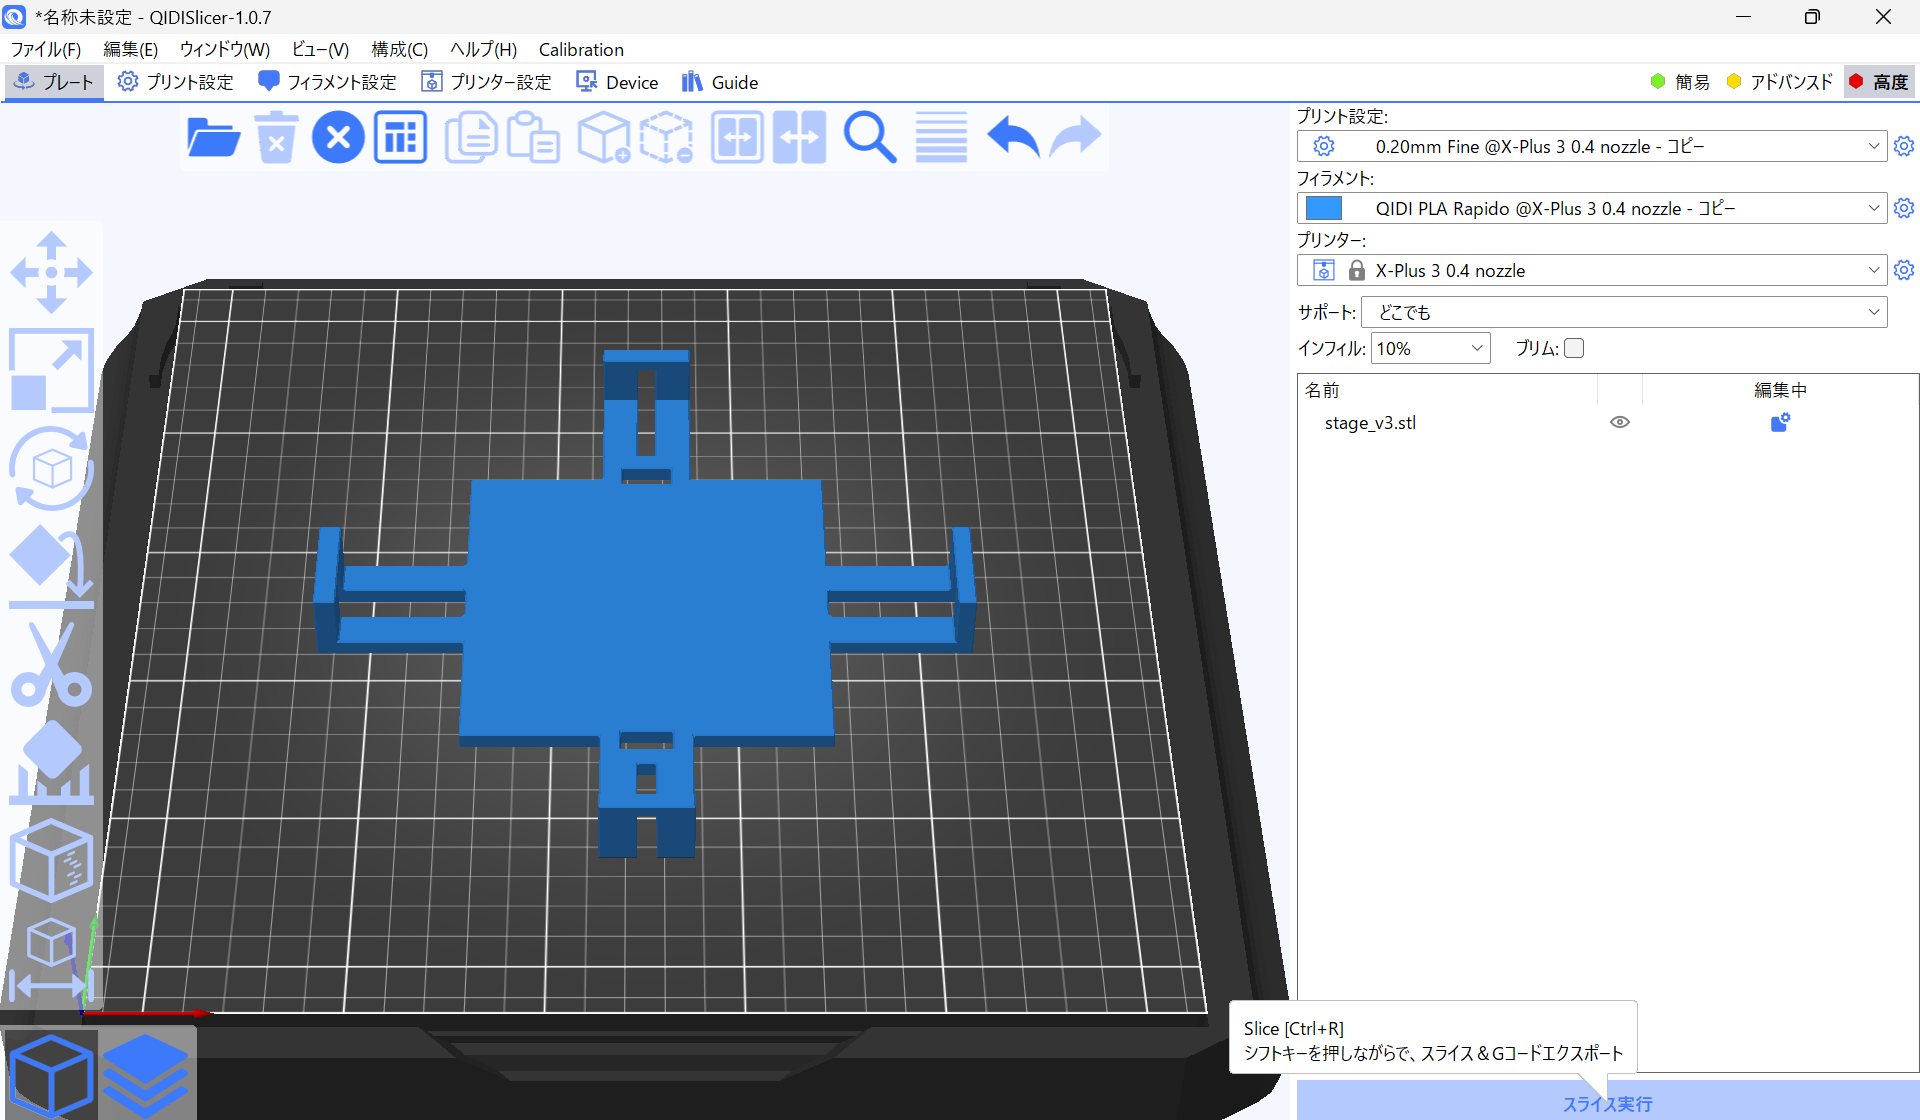 *名称未設定 - QIDISlicer-1.0.7
ファイル(F) 編集(E) ウィンドウ(W) ビュー(V) 構成(C) ヘルプ(H) Calibration
プレート プリント設定 フィラメント設定 プリンター設定 Device Guide 簡易 アドバンスド 高度
プリント設定:
0.20mm Fine @X-Plus 3 0.4 nozzle - コピー
フィラメント:
QIDI PLA Rapido @X-Plus 3 0.4 nozzle - コピー
プリンター:
X-Plus 3 0.4 nozzle
サポート: どこでも
インフィル: 10% ブリム:
名前 編集中
stage_v3.stl
Slice [Ctrl+R]
シフトキーを押しながらで、スライス＆Gコードエクスポート
スライス実行